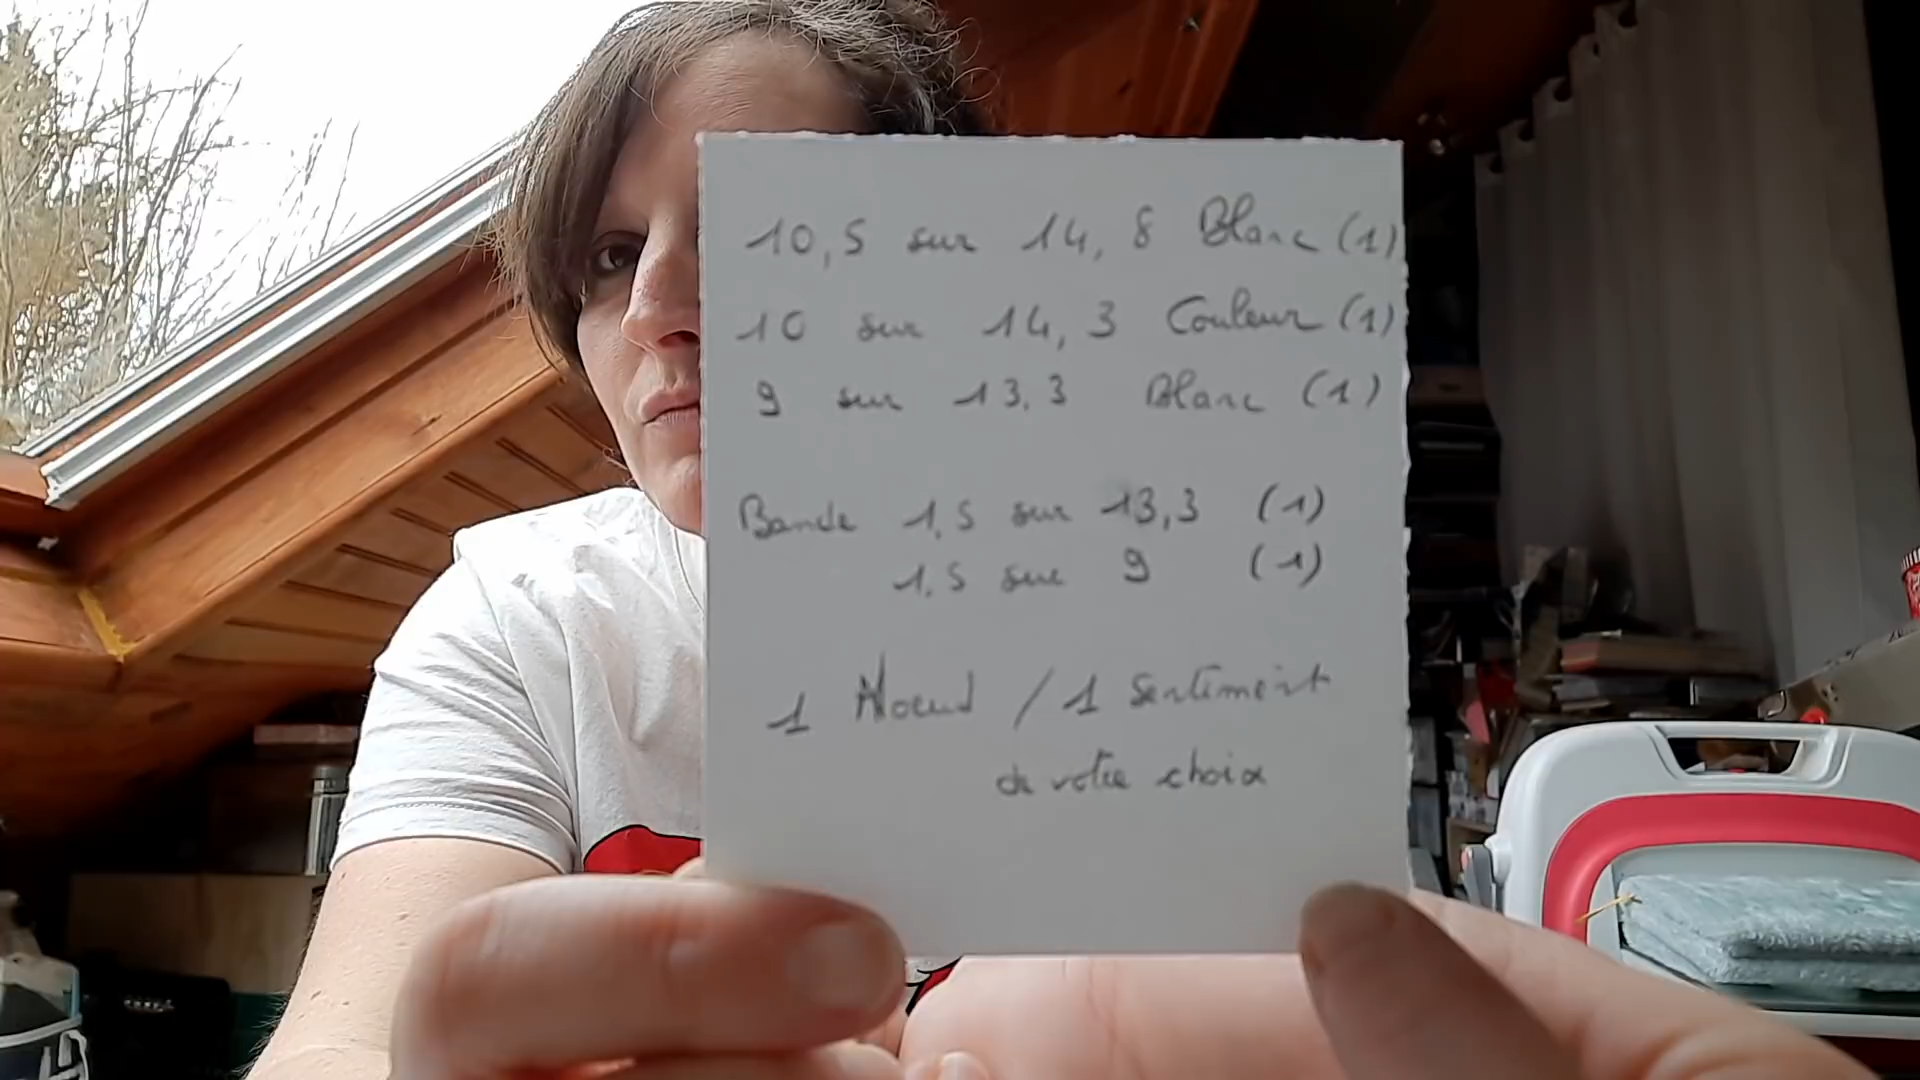 10,5 sur 14,8 Blanc (1)
10 sur 14,3 Couleur (1)
9 sur 13,3 Blanc (1)
Bande 1,5 sur 13,3 (1)
1,5 sur 9 (1)
1 Noeud / 1 Sentiment
de votre choix